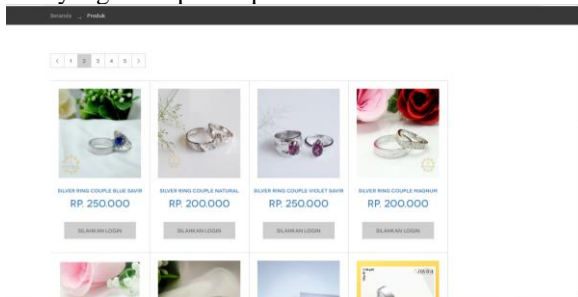 Beranda → Produk
< 1 2 3 4 5 >
SILVER RING COUPLE BLUE SAVIR
RP. 250.000
SILAHKAN LOGIN
SILVER RING COUPLE NATURAL
RP. 200.000
SILAHKAN LOGIN
SILVER RING COUPLE VIOLET SAVIR
RP. 250.000
SILAHKAN LOGIN
SILVER RING COUPLE MAGNUM
RP. 200.000
SILAHKAN LOGIN